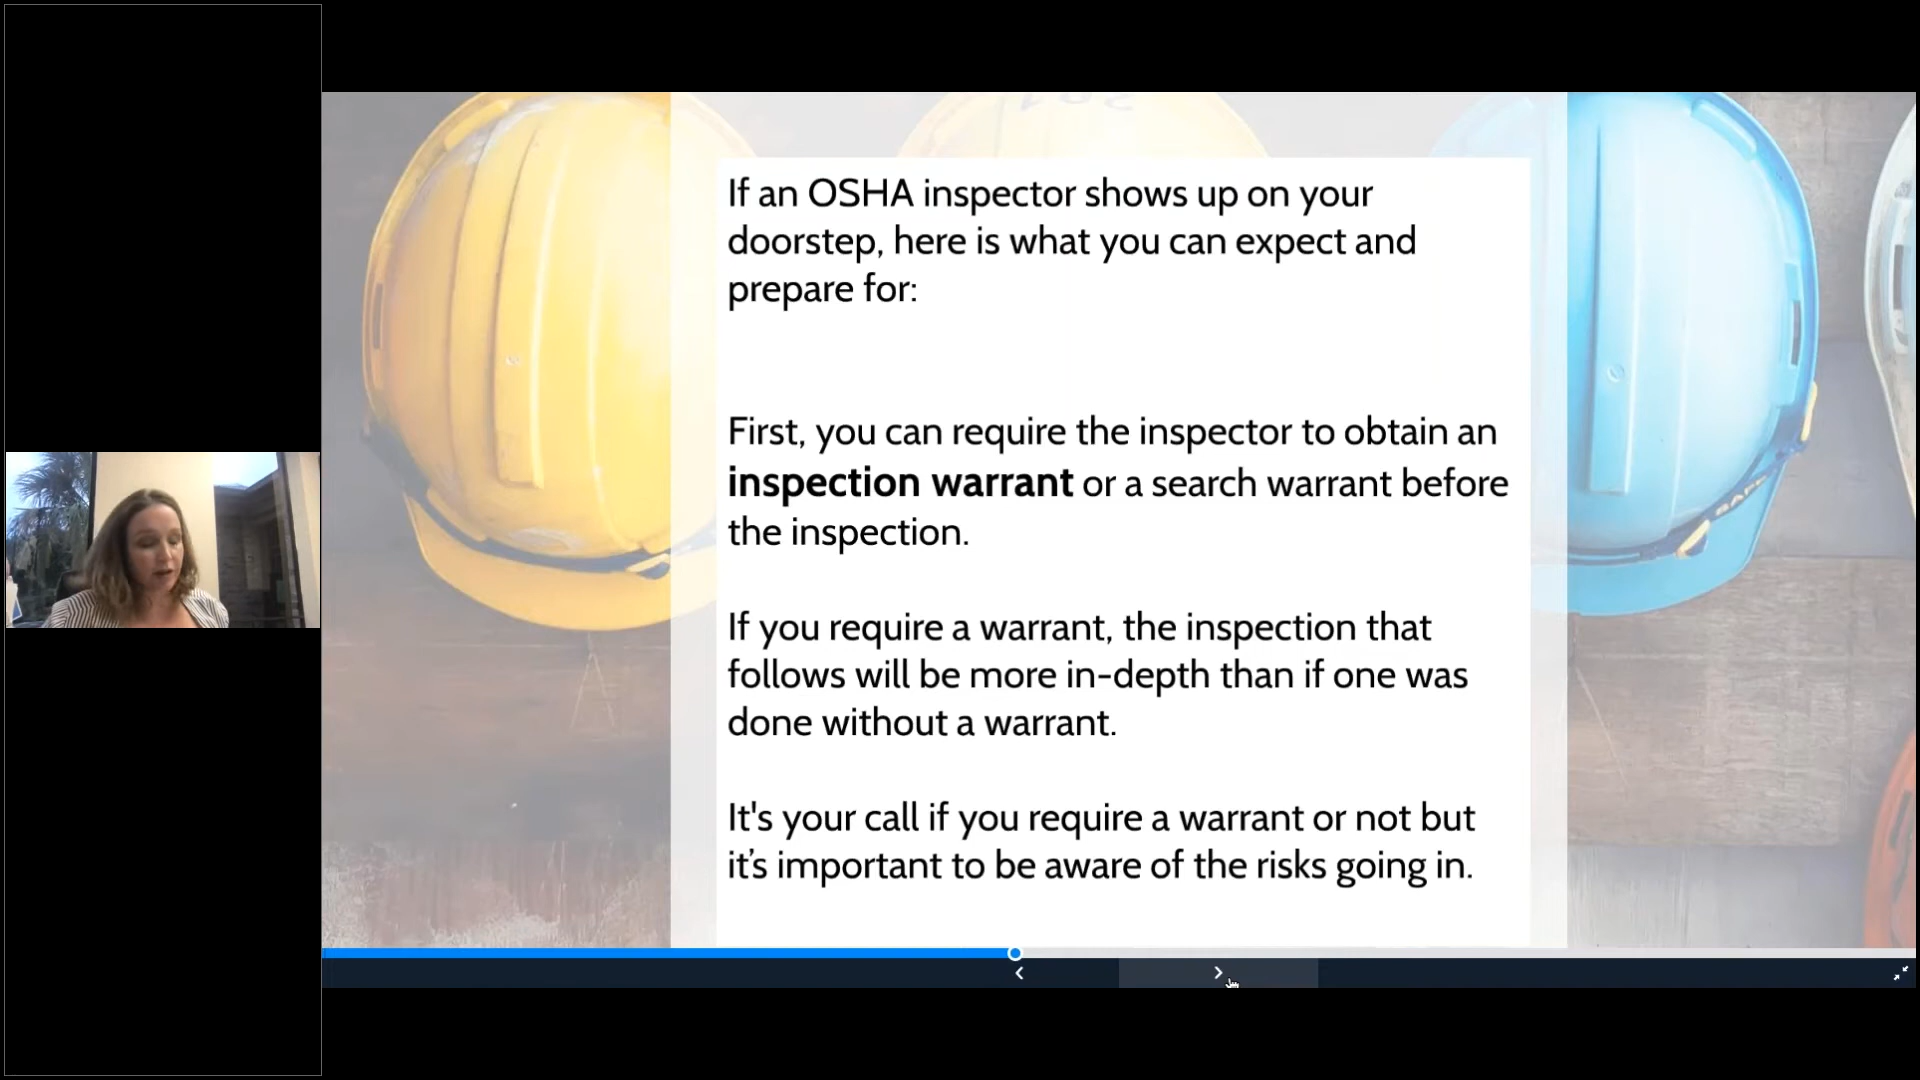 201
If an OSHA inspector shows up on your
doorstep, here is what you can expect and
prepare for:
First, you can require the inspector to obtain an
inspection warrant or a search warrant before
the inspection.
If you require a warrant, the inspection that
follows will be more in-depth than if one was
done without a warrant.
It's your call if you require a warrant or not but
it’s important to be aware of the risks going in.